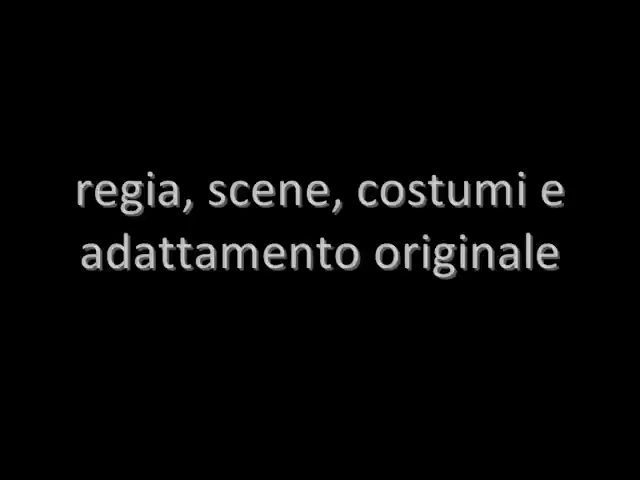 regia, scene, costumi e
adattamento originale